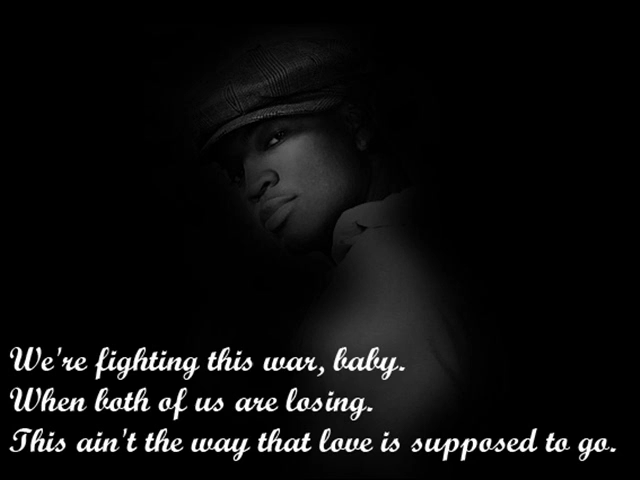 We're fighting this war, baby.
When both of us are losing.
This ain't the way that love is supposed to go.